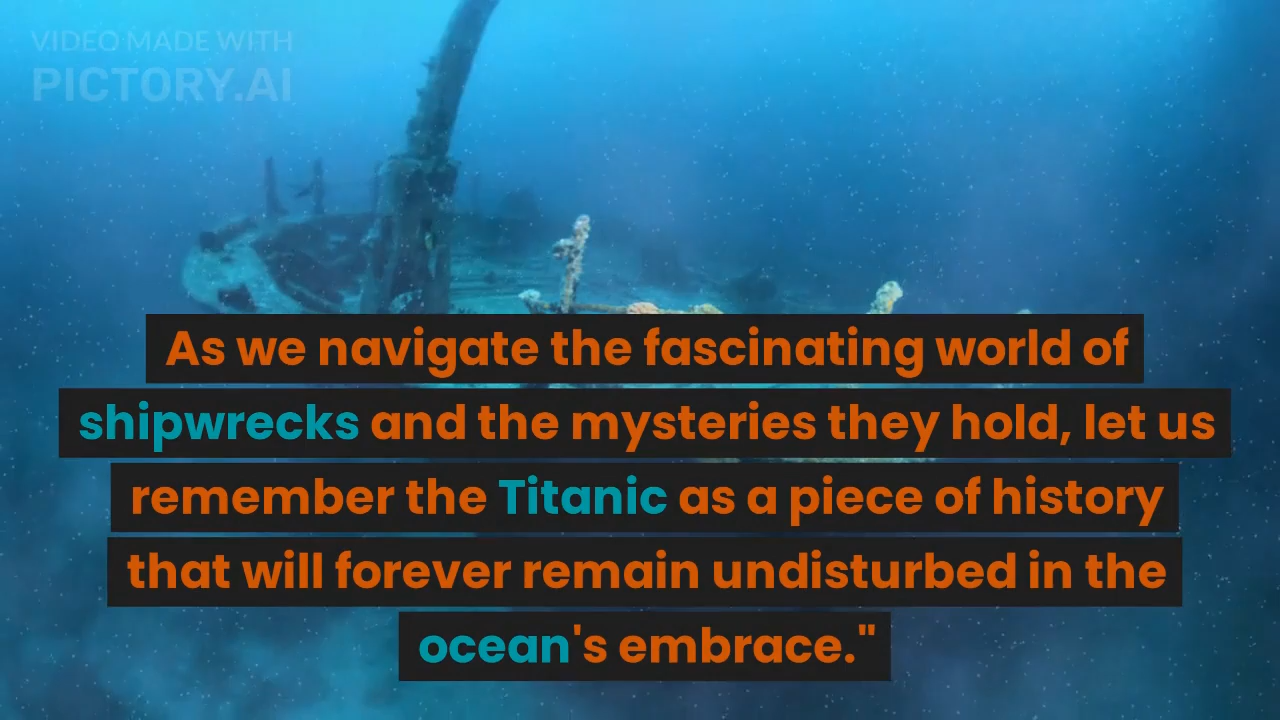 VIDEO MADE WITH
PICTORY.AI
As we navigate the fascinating world of
shipwrecks and the mysteries they hold, let us
remember the Titanic as a piece of history
that will forever remain undisturbed in the
ocean's embrace."